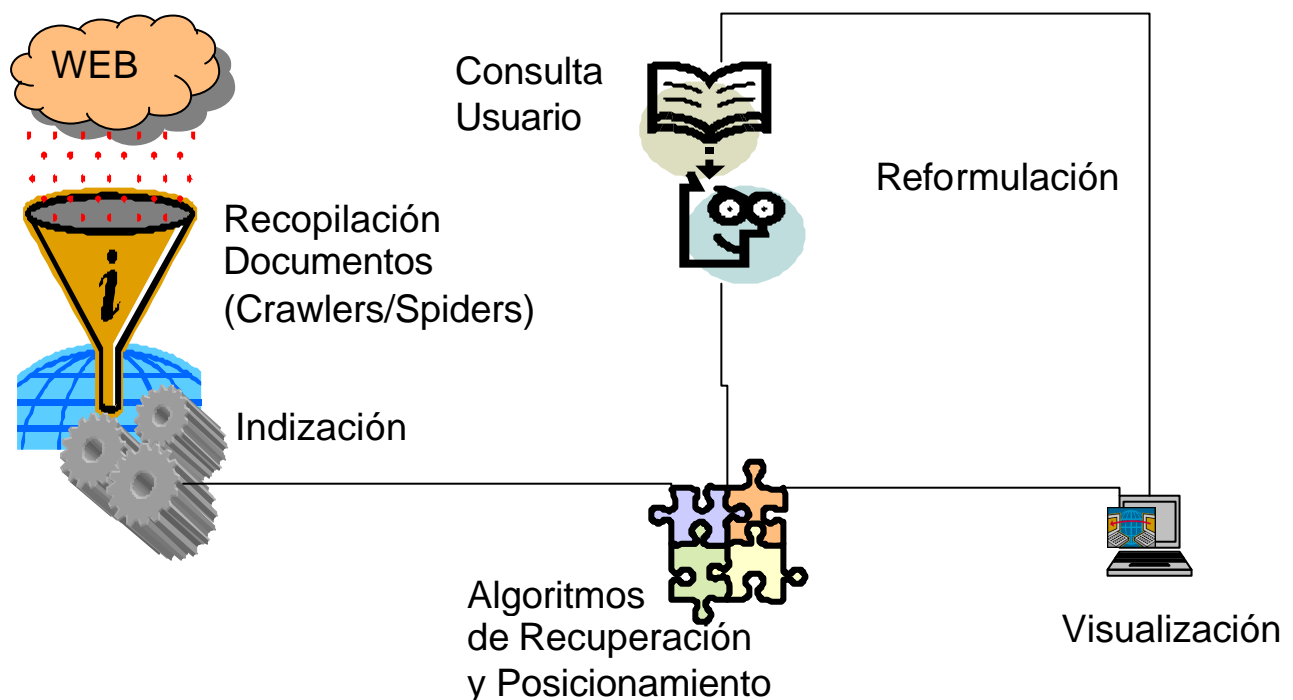 WEB
Consulta
Usuario
Reformulación
Recopilación
Documentos
(Crawlers/Spiders)
i
Indización
Algoritmos
de Recuperación
y Posicionamiento
Visualización